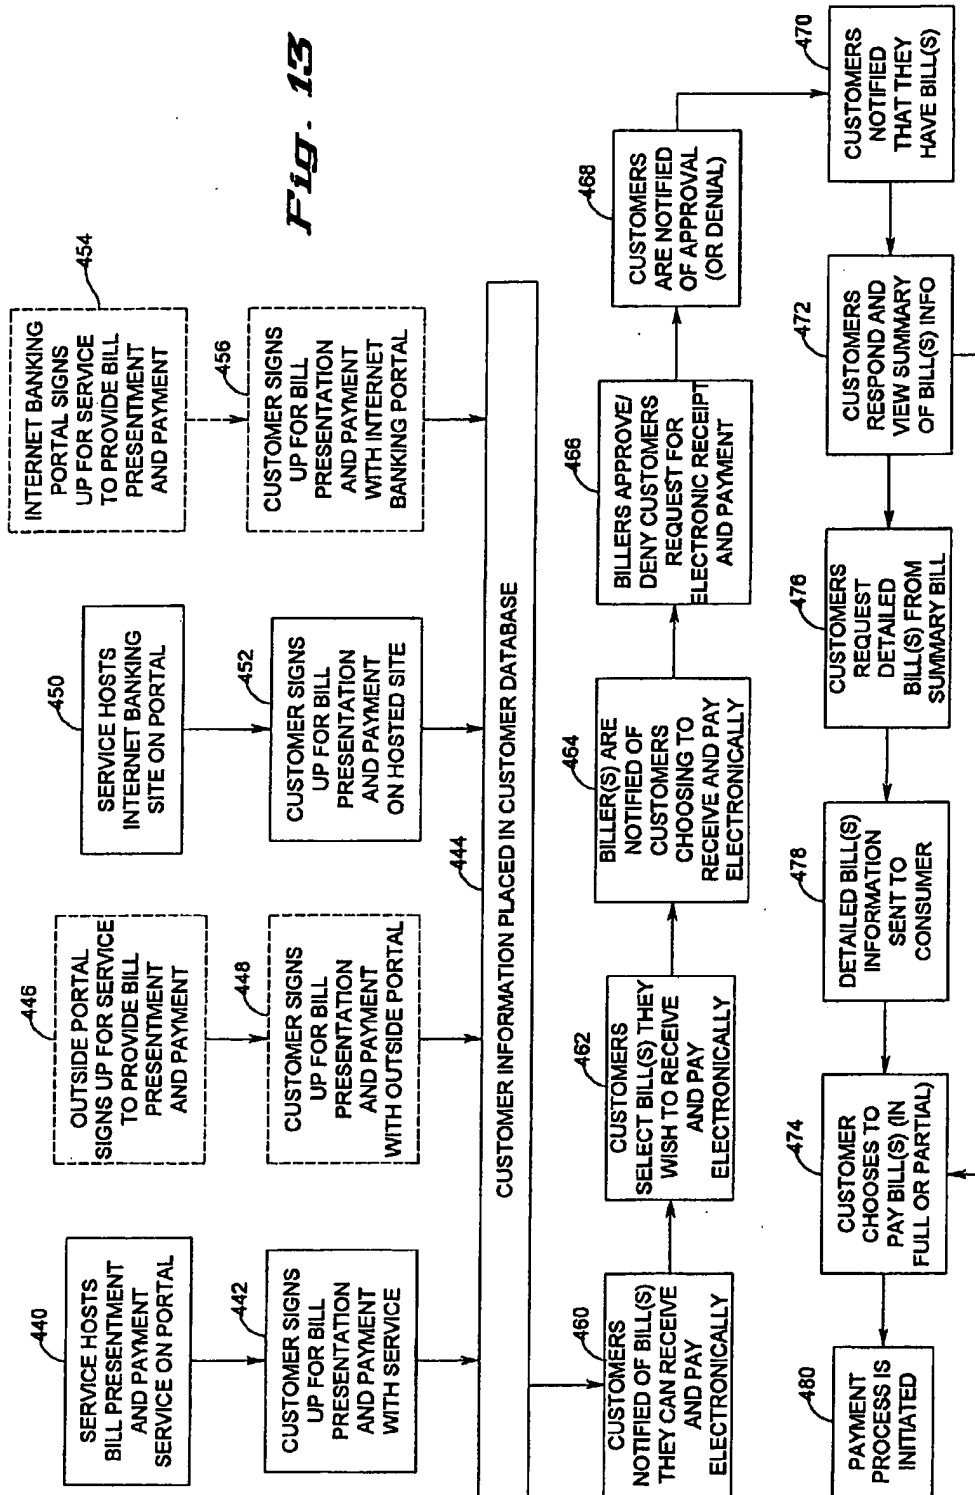 Fig. 13
440
SERVICE HOSTS
BILL PRESENTMENT
AND PAYMENT
SERVICE ON PORTAL
446
OUTSIDE PORTAL
SIGNS UP FOR SERVICE
TO PROVIDE BILL
PRESENTMENT
AND PAYMENT
450
SERVICE HOSTS
INTERNET BANKING
SITE ON PORTAL
454
INTERNET BANKING
PORTAL SIGNS
UP FOR SERVICE
TO PROVIDE BILL
PRESENTMENT
AND PAYMENT
442
CUSTOMER SIGNS
UP FOR BILL
PRESENTATION
AND PAYMENT
WITH SERVICE
448
CUSTOMER SIGNS
UP FOR BILL
PRESENTATION
AND PAYMENT
WITH OUTSIDE PORTAL
452
CUSTOMER SIGNS
UP FOR BILL
PRESENTATION
AND PAYMENT
ON HOSTED SITE
456
CUSTOMER SIGNS
UP FOR BILL
PRESENTATION
AND PAYMENT
WITH INTERNET
BANKING PORTAL
444
CUSTOMER INFORMATION PLACED IN CUSTOMER DATABASE
460
CUSTOMERS
NOTIFIED OF BILL(S)
THEY CAN RECEIVE
AND PAY
ELECTRONICALLY
462
CUSTOMERS
SELECT BILL(S) THEY
WISH TO RECEIVE
AND PAY
ELECTRONICALLY
464
BILLER(S) ARE
NOTIFIED OF
CUSTOMERS
CHOOSING TO
RECEIVE AND PAY
ELECTRONICALLY
466
BILLERS APPROVE/
DENY CUSTOMERS
REQUEST FOR
ELECTRONIC RECEIPT
AND PAYMENT
468
CUSTOMERS
ARE NOTIFIED
OF APPROVAL
(OR DENIAL)
470
CUSTOMERS
NOTIFIED
THAT THEY
HAVE BILL(S)
472
CUSTOMERS
RESPOND AND
VIEW SUMMARY
OF BILL(S) INFO
476
CUSTOMERS
REQUEST
DETAILED
BILL(S) FROM
SUMMARY BILL
478
DETAILED BILL(S)
INFORMATION
SENT TO
CONSUMER
474
CUSTOMER
CHOOSES TO
PAY BILL(S) (IN
FULL OR PARTIAL)
480
PAYMENT
PROCESS IS
INITIATED